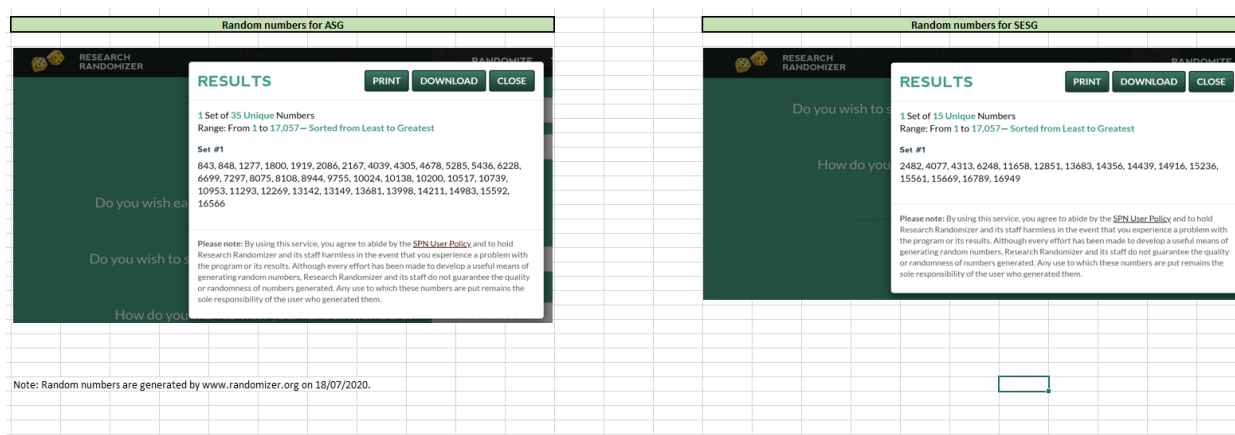 Random numbers for ASG
RESEARCH
RANDOMIZER
RANDOMIZE
RESULTS
PRINT DOWNLOAD CLOSE
1 Set of 35 Unique Numbers
Range: From 1 to 17,057— Sorted from Least to Greatest
Set #1
843, 848, 1277, 1800, 1919, 2086, 2167, 4039, 4305, 4678, 5285, 5436, 6228,
6699, 7297, 8075, 8108, 8944, 9755, 10024, 10138, 10200, 10517, 10739,
10953, 11293, 12269, 13142, 13149, 13681, 13998, 14211, 14983, 15592,
16566
Do you wish ea
Do you wish to s
How do you
Please note: By using this service, you agree to abide by the SPN User Policy and to hold
Research Randomizer and its staff harmless in the event that you experience a problem with
the program or its results. Although every effort has been made to develop a useful means of
generating random numbers, Research Randomizer and its staff do not guarantee the quality
or randomness of numbers generated. Any use to which these numbers are put remains the
sole responsibility of the user who generated them.
Note: Random numbers are generated by www.randomizer.org on 18/07/2020.
Random numbers for SESG
RESEARCH
RANDOMIZER
RANDOMIZE
RESULTS
PRINT DOWNLOAD CLOSE
Do you wish to s
How do you
1 Set of 15 Unique Numbers
Range: From 1 to 17,057— Sorted from Least to Greatest
Set #1
2482, 4077, 4313, 6248, 11658, 12851, 13683, 14356, 14439, 14916, 15236,
15561, 15669, 16789, 16949
Please note: By using this service, you agree to abide by the SPN User Policy and to hold
Research Randomizer and its staff harmless in the event that you experience a problem with
the program or its results. Although every effort has been made to develop a useful means of
generating random numbers, Research Randomizer and its staff do not guarantee the quality
or randomness of numbers generated. Any use to which these numbers are put remains the
sole responsibility of the user who generated them.